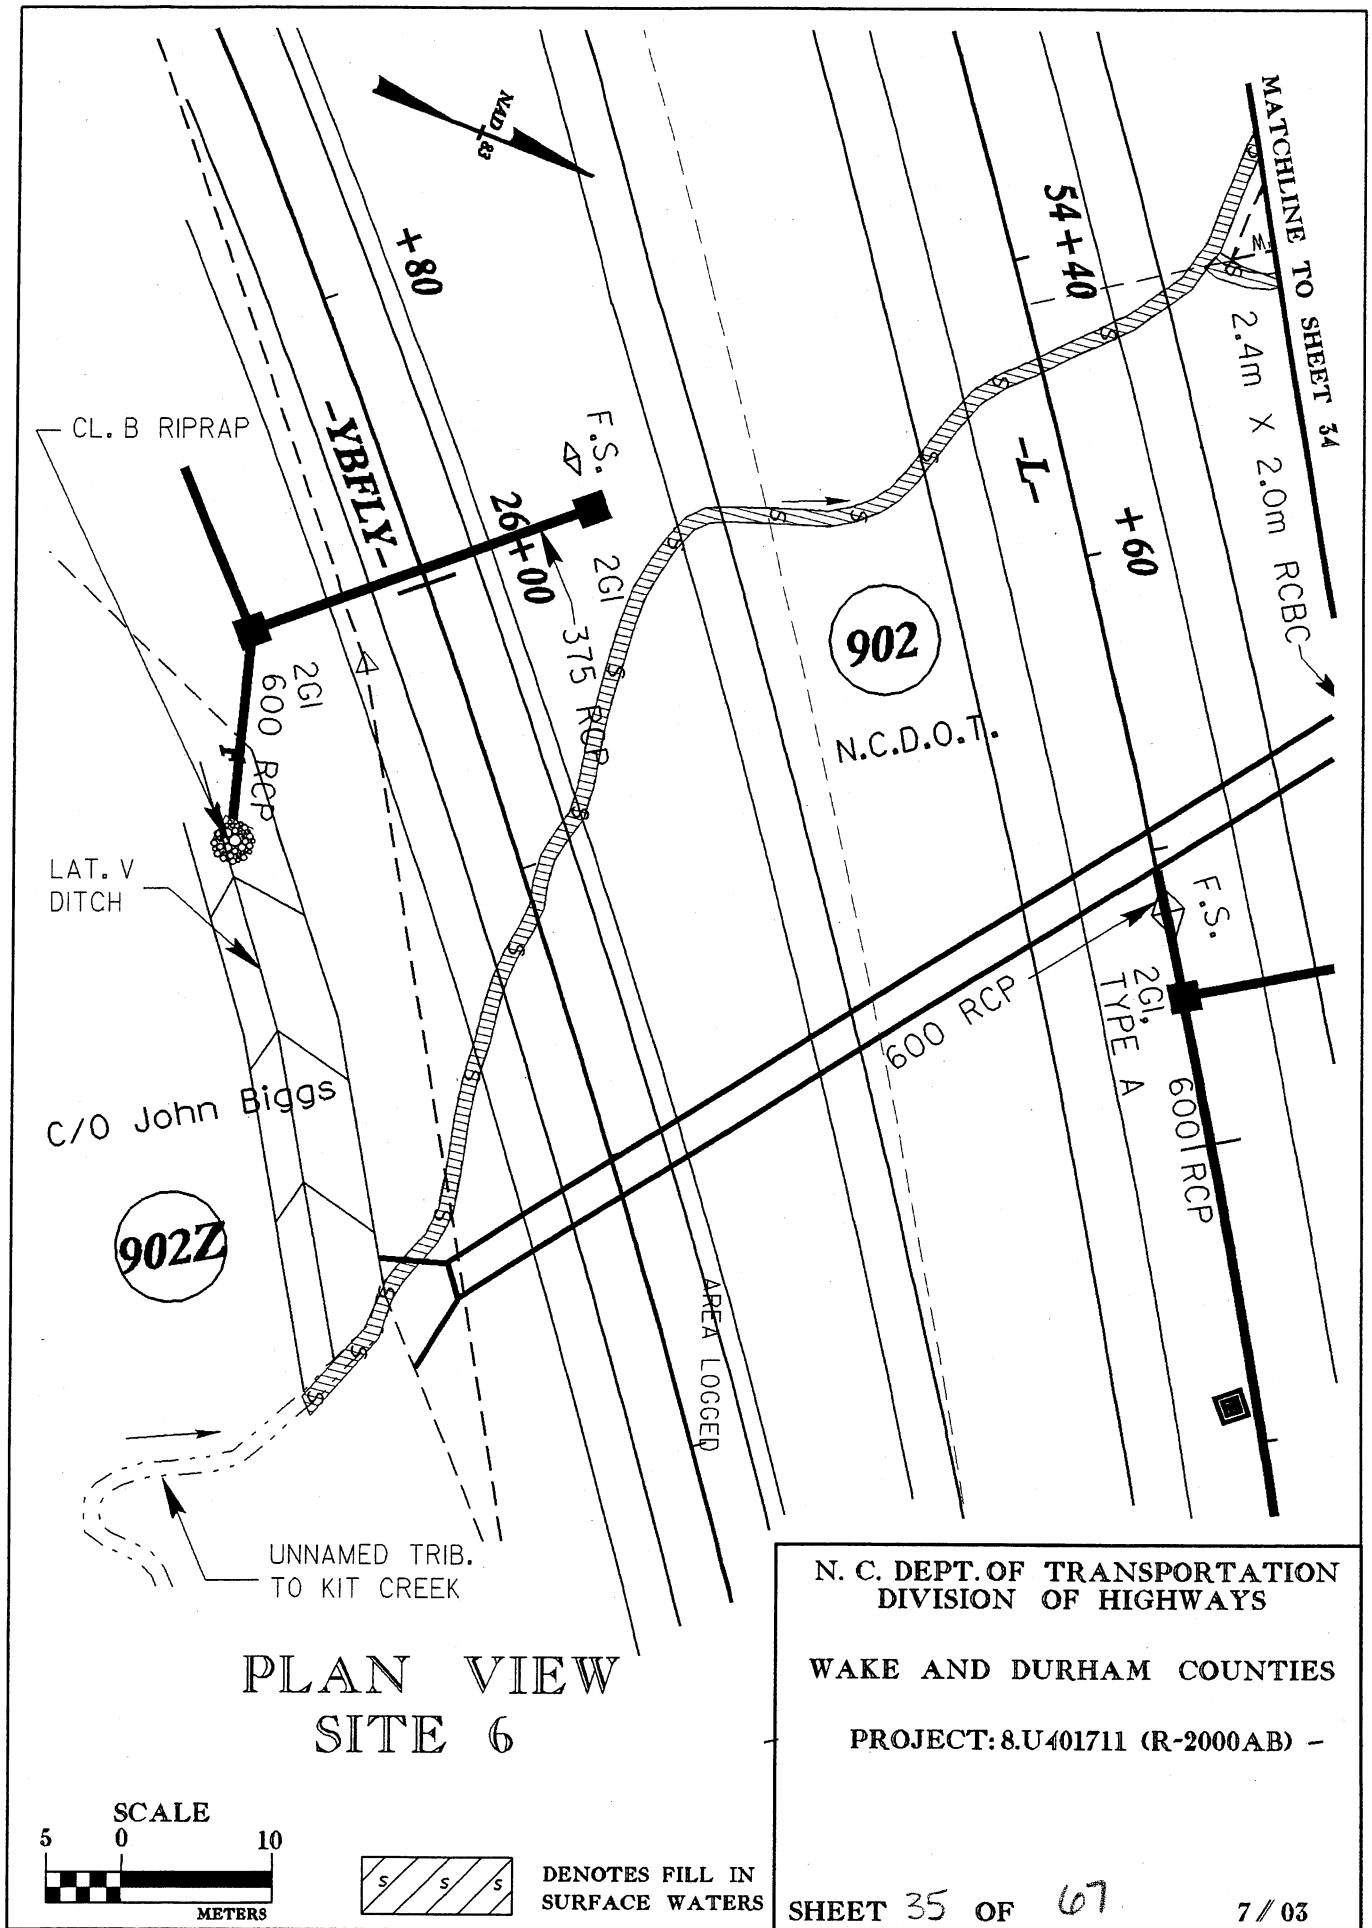 NAD 83
MATCHLINE TO SHEET 34
+80
54+40
2.4m X 2.0m RCBC
CL. B RIPRAP
-YBFLY-
F.S.
26+00
2GI
375 RCP
-L-
+60
902
N.C.D.O.T.
2GI
600 RCP
F
LAT. V
DITCH
F.S.
600 RCP
2GI,
TYPE A
600 RCP
C/O John Biggs
902Z
AREA LOGGED
UNNAMED TRIB.
TO KIT CREEK
PLAN VIEW
SITE 6
SCALE
5 0 10
METERS
S S S
DENOTES FILL IN
SURFACE WATERS
N. C. DEPT. OF TRANSPORTATION
DIVISION OF HIGHWAYS
WAKE AND DURHAM COUNTIES
PROJECT: 8.U401711 (R-2000AB) -
SHEET 35 OF 67 7 / 03